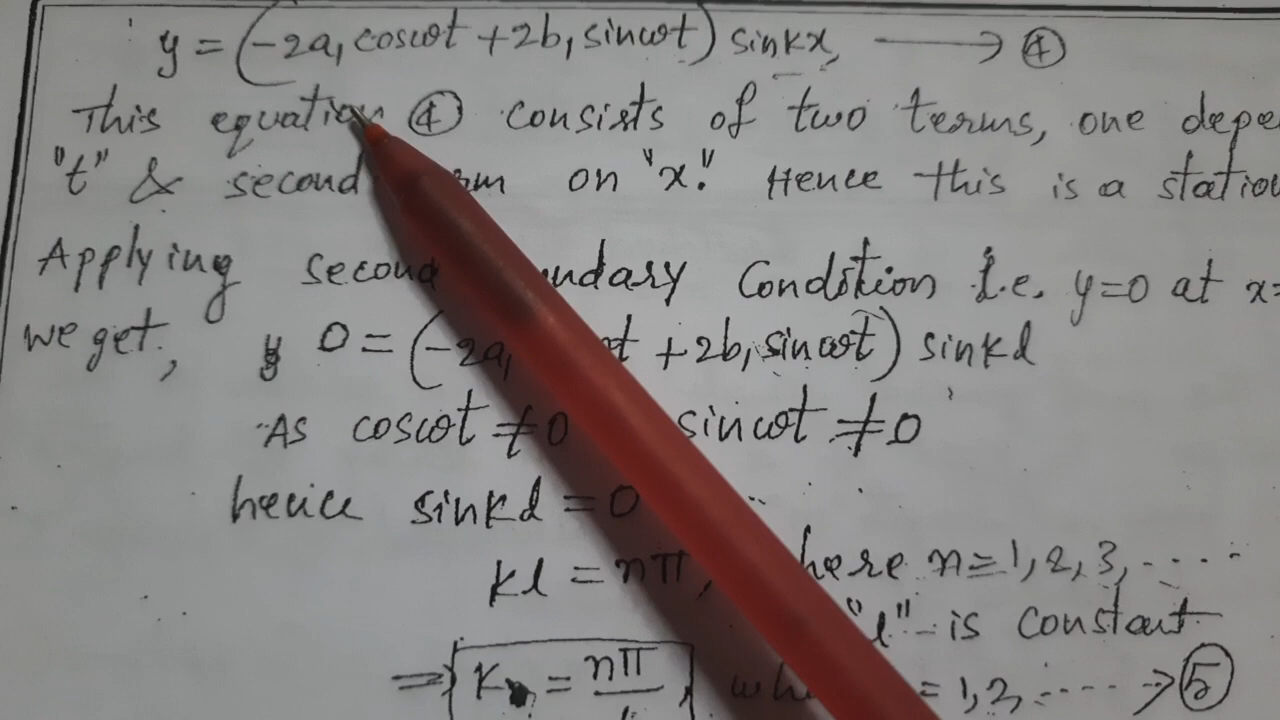 y = (-2a₁ cosωt + 2b₁ sinωt) sinkx, ⟶ ④
This equation ④ consists of two terms, one depe
"t" & second on "x". Hence this is a station
Applying second Condition i.e. y=0 at x=
we get, y 0 = (-2a₁ + 2b₁ sinωt) sinkl
As cosωt ≠ 0 sinωt ≠ 0
hence sinkl = 0
kl = nπ, n = 1, 2, 3, ....
"l" is constant
⇒ K = nπ = 1, 2, .... → ⑤